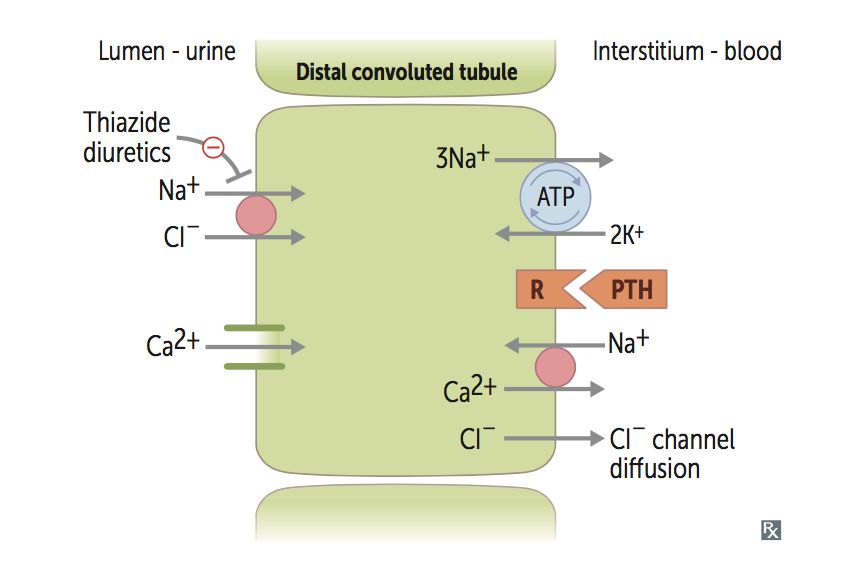 Lumen - urine
Distal convoluted tubule
Interstitium - blood
Thiazide
diuretics
−
Na⁺
Cl⁻
Ca²⁺
3Na⁺
ATP
2K⁺
R
PTH
Na⁺
Ca²⁺
Cl⁻
Cl⁻ channel
diffusion
Rx